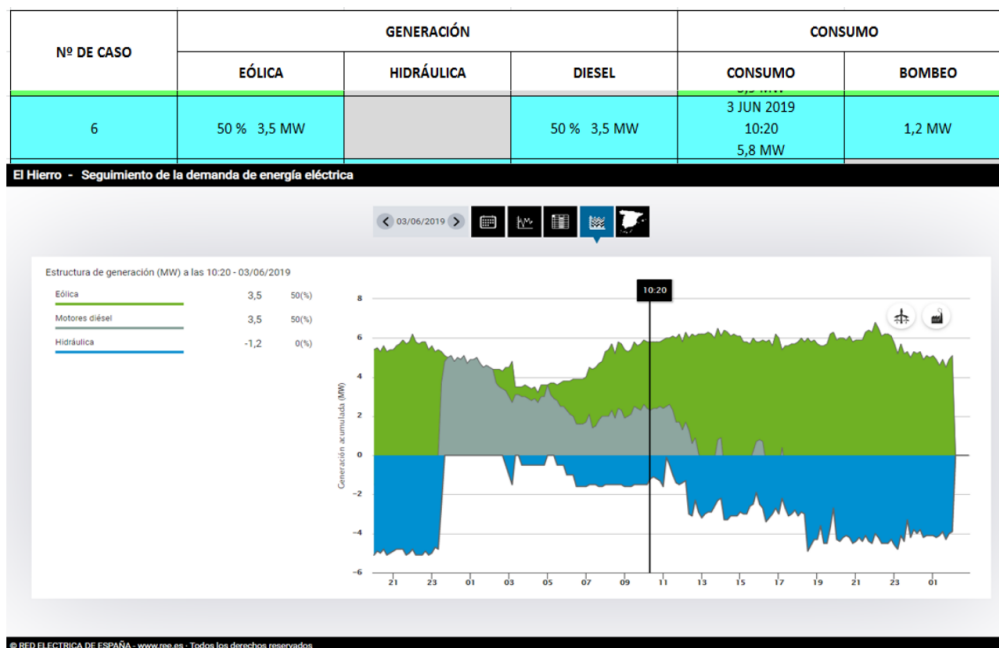 Nº DE CASO
GENERACIÓN
CONSUMO
EÓLICA
HIDRÁULICA
DIESEL
CONSUMO
BOMBEO
6
50 % 3,5 MW
50 % 3,5 MW
3 JUN 2019
10:20
5,8 MW
1,2 MW
El Hierro - Seguimiento de la demanda de energía eléctrica
03/06/2019
Estructura de generación (MW) a las 10:20 - 03/06/2019
Eólica 3,5 50(%)
Motores diésel 3,5 50(%)
Hidráulica -1,2 0(%)
10:20
Generación acumulada (MW)
8
6
4
2
0
-2
-4
-6
21 23 01 03 05 07 09 11 13 15 17 19 21 23 01
© RED ELECTRICA DE ESPAÑA - www.ree.es - Todos los derechos reservados